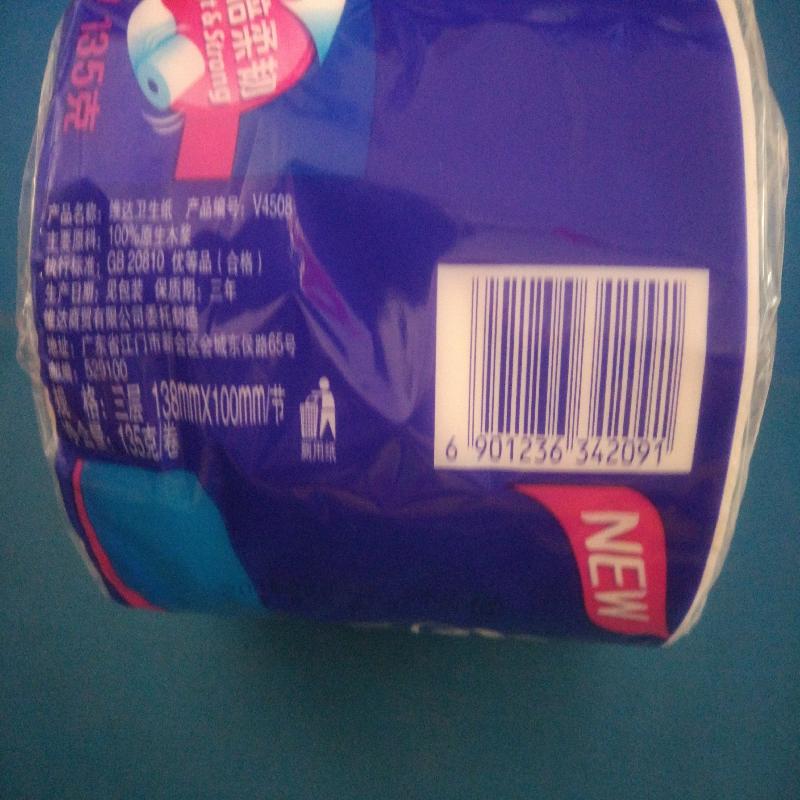 135克
倍柔韧
& Strong
产品名称：维达卫生纸 产品编号：V4508
主要原料：100%原生木浆
执行标准：GB 20810 优等品（合格）
生产日期：见包装 保质期：三年
维达商贸有限公司委托制造
地址：广东省江门市新会区会城东侯路65号
邮编：529100
规 格：三层 138mmX100mm/节
135克/卷
厕用纸
6 901236 342091
NEW